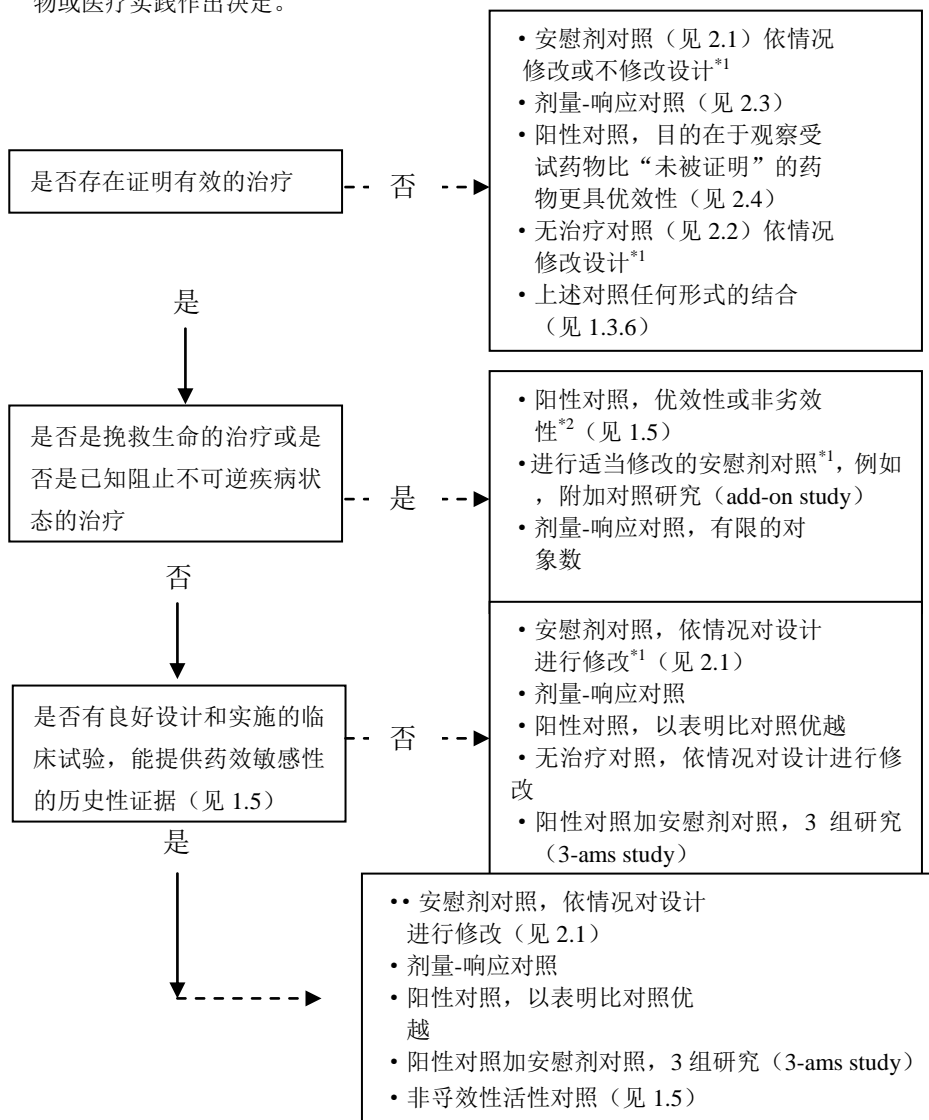 物或医疗实践作出决定。
·安慰剂对照（见 2.1）依情况
修改或不修改设计*1
·剂量-响应对照（见 2.3）
·阳性对照，目的在于观察受
试药物比“未被证明”的药
物更具优效性（见 2.4）
·无治疗对照（见 2.2）依情况
修改设计*1
·上述对照任何形式的结合
（见 1.3.6）
是否存在证明有效的治疗
否
是
·阳性对照，优效性或非劣效
性*2（见 1.5）
·进行适当修改的安慰剂对照*1，例如
，附加对照研究（add-on study）
·剂量-响应对照，有限的对
象数
是否是挽救生命的治疗或是
否是已知阻止不可逆疾病状
态的治疗
是
否
·安慰剂对照，依情况对设计
进行修改*1（见 2.1）
·剂量-响应对照
·阳性对照，以表明比对照优越
·无治疗对照，依情况对设计进行修
改
·阳性对照加安慰剂对照，3 组研究
（3-ams study）
是否有良好设计和实施的临
床试验，能提供药效敏感性
的历史性证据（见 1.5）
否
是
·· 安慰剂对照，依情况对设计
进行修改（见 2.1）
·剂量-响应对照
·阳性对照，以表明比对照优
越
·阳性对照加安慰剂对照，3 组研究（3-ams study）
·非孚效性活性对照（见 1.5）